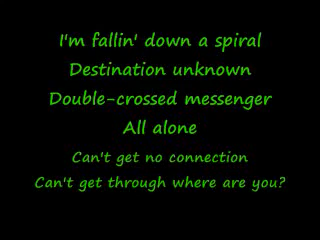 I'm fallin' down a spiral
Destination unknown
Double-crossed messenger
All alone
Can't get no connection
Can't get through where are you?